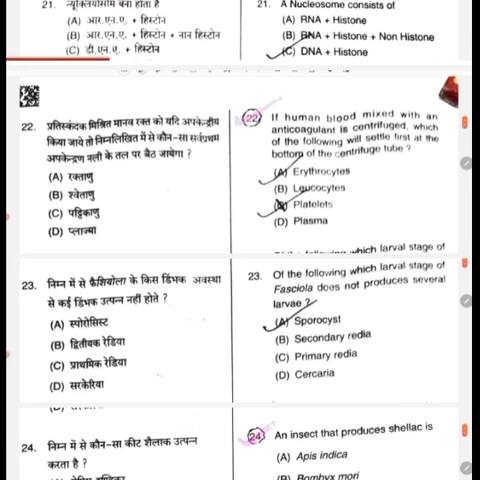 21. न्यूक्लियोसोम बना होता है
(A) आर.एन.ए. + हिस्टोन
(B) आर.एन.ए. + हिस्टोन + नान हिस्टोन
(C) डी.एन.ए. + हिस्टोन
21. A Nucleosome consists of
(A) RNA + Histone
(B) RNA + Histone + Non Histone
(C) DNA + Histone
22. प्रतिस्कंदक मिश्रित मानव रक्त को यदि अपकेन्द्रीय
किया जाये तो निम्नलिखित में से कौन-सा सर्वप्रथम
अपकेन्द्रण नली के तल पर बैठ जायेगा ?
(A) रक्ताणु
(B) श्वेताणु
(C) पट्टिकाणु
(D) प्लाज्मा
22. If human blood mixed with an
anticoagulant is centrifuged, which
of the following will settle first at the
bottom of the centrifuge tube ?
(A) Erythrocytes
(B) Leucocytes
Platelets
(D) Plasma
which larval stage of
23. निम्न में से फैशियोला के किस डिंभक अवस्था
से कई डिंभक उत्पन्न नहीं होते ?
(A) स्पोरोसिस्ट
(B) द्वितीयक रेडिया
(C) प्राथमिक रेडिया
(D) सरकेरिया
23. Of the following which larval stage of
Fasciola does not produces several
larvae ?
(A) Sporocyst
(B) Secondary redia
(C) Primary redia
(D) Cercaria
24. निम्न में से कौन-सा कीट शैलाक उत्पन्न
करता है ?
24. An insect that produces shellac is
(A) Apis indica
(B) Bombyx mori